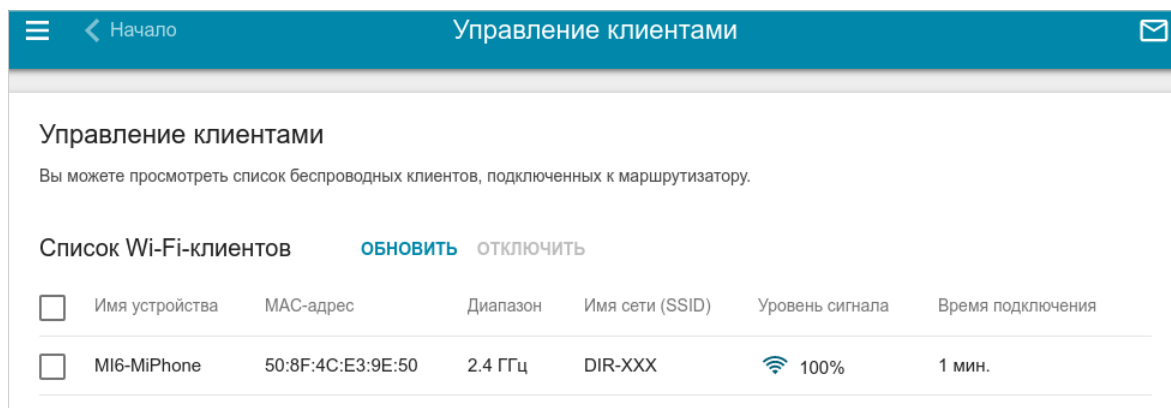 Начало Управление клиентами
Управление клиентами
Вы можете просмотреть список беспроводных клиентов, подключенных к маршрутизатору.
Список Wi-Fi-клиентов ОБНОВИТЬ ОТКЛЮЧИТЬ
Имя устройства MAC-адрес Диапазон Имя сети (SSID) Уровень сигнала Время подключения
MI6-MiPhone 50:8F:4C:E3:9E:50 2.4 ГГц DIR-XXX 100% 1 мин.